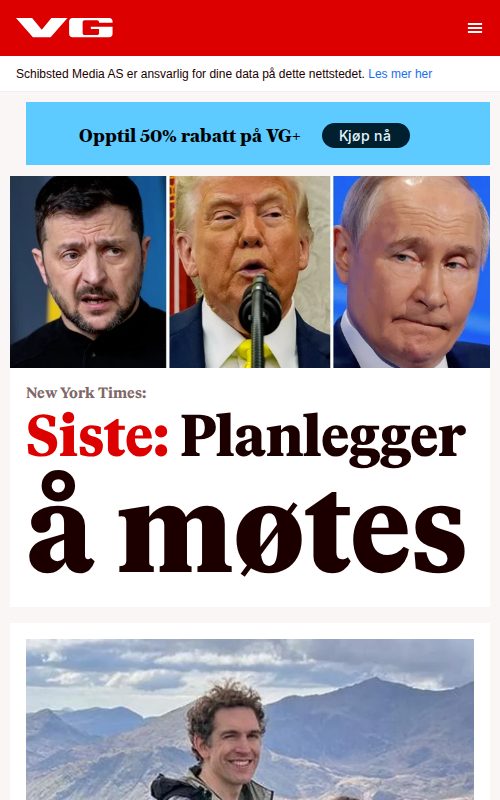 VG
Schibsted Media AS er ansvarlig for dine data på dette nettstedet. Les mer her
Opptil 50% rabatt på VG+ Kjøp nå
New York Times:
Siste: Planlegger
å møtes